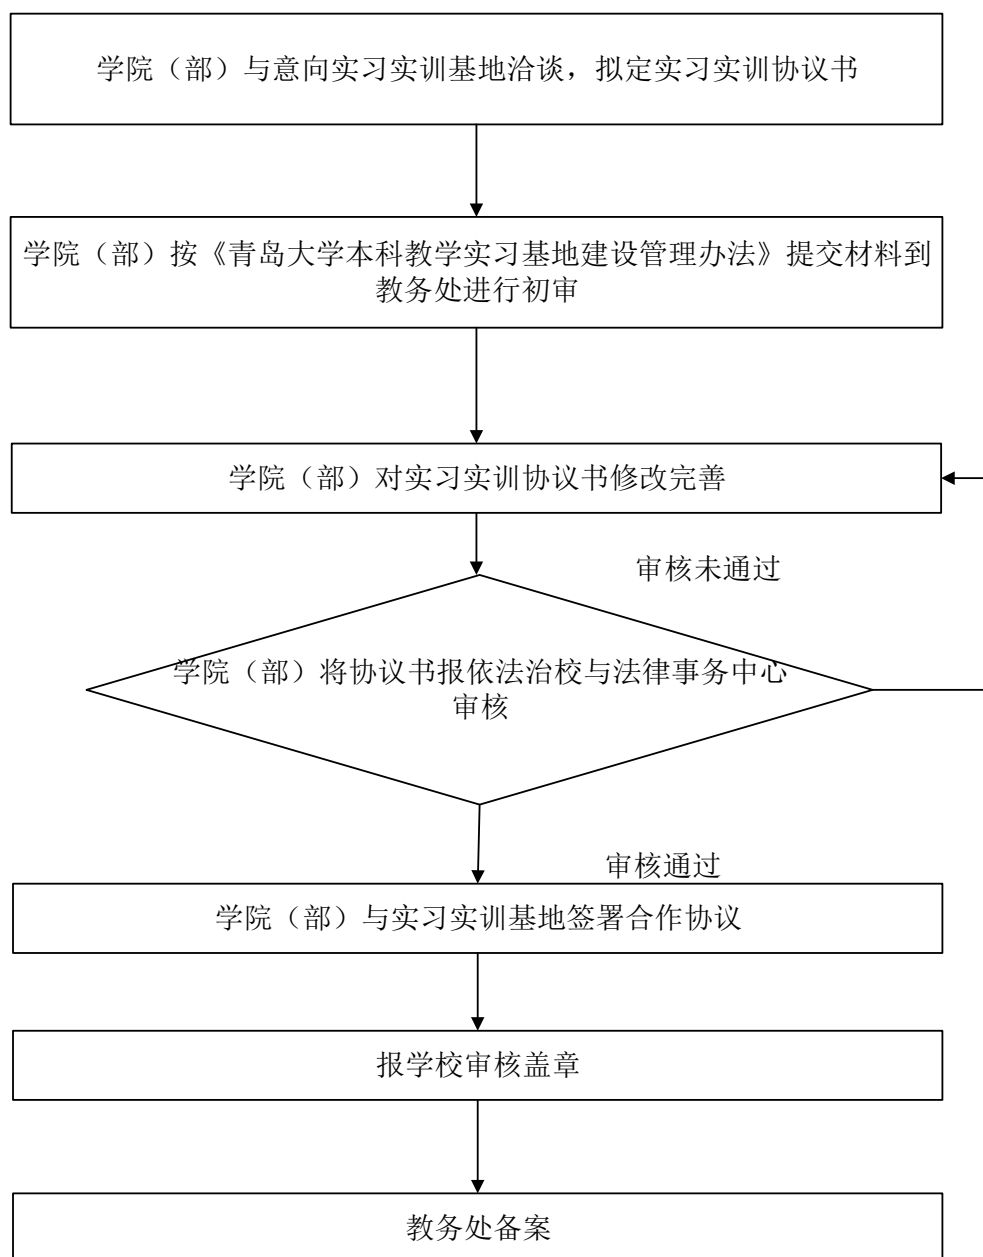 学院（部）与意向实习实训基地洽谈，拟定实习实训协议书
学院（部）按《青岛大学本科教学实习基地建设管理办法》提交材料到
教务处进行初审
学院（部）对实习实训协议书修改完善
审核未通过
学院（部）将协议书报依法治校与法律事务中心
审核
审核通过
学院（部）与实习实训基地签署合作协议
报学校审核盖章
教务处备案